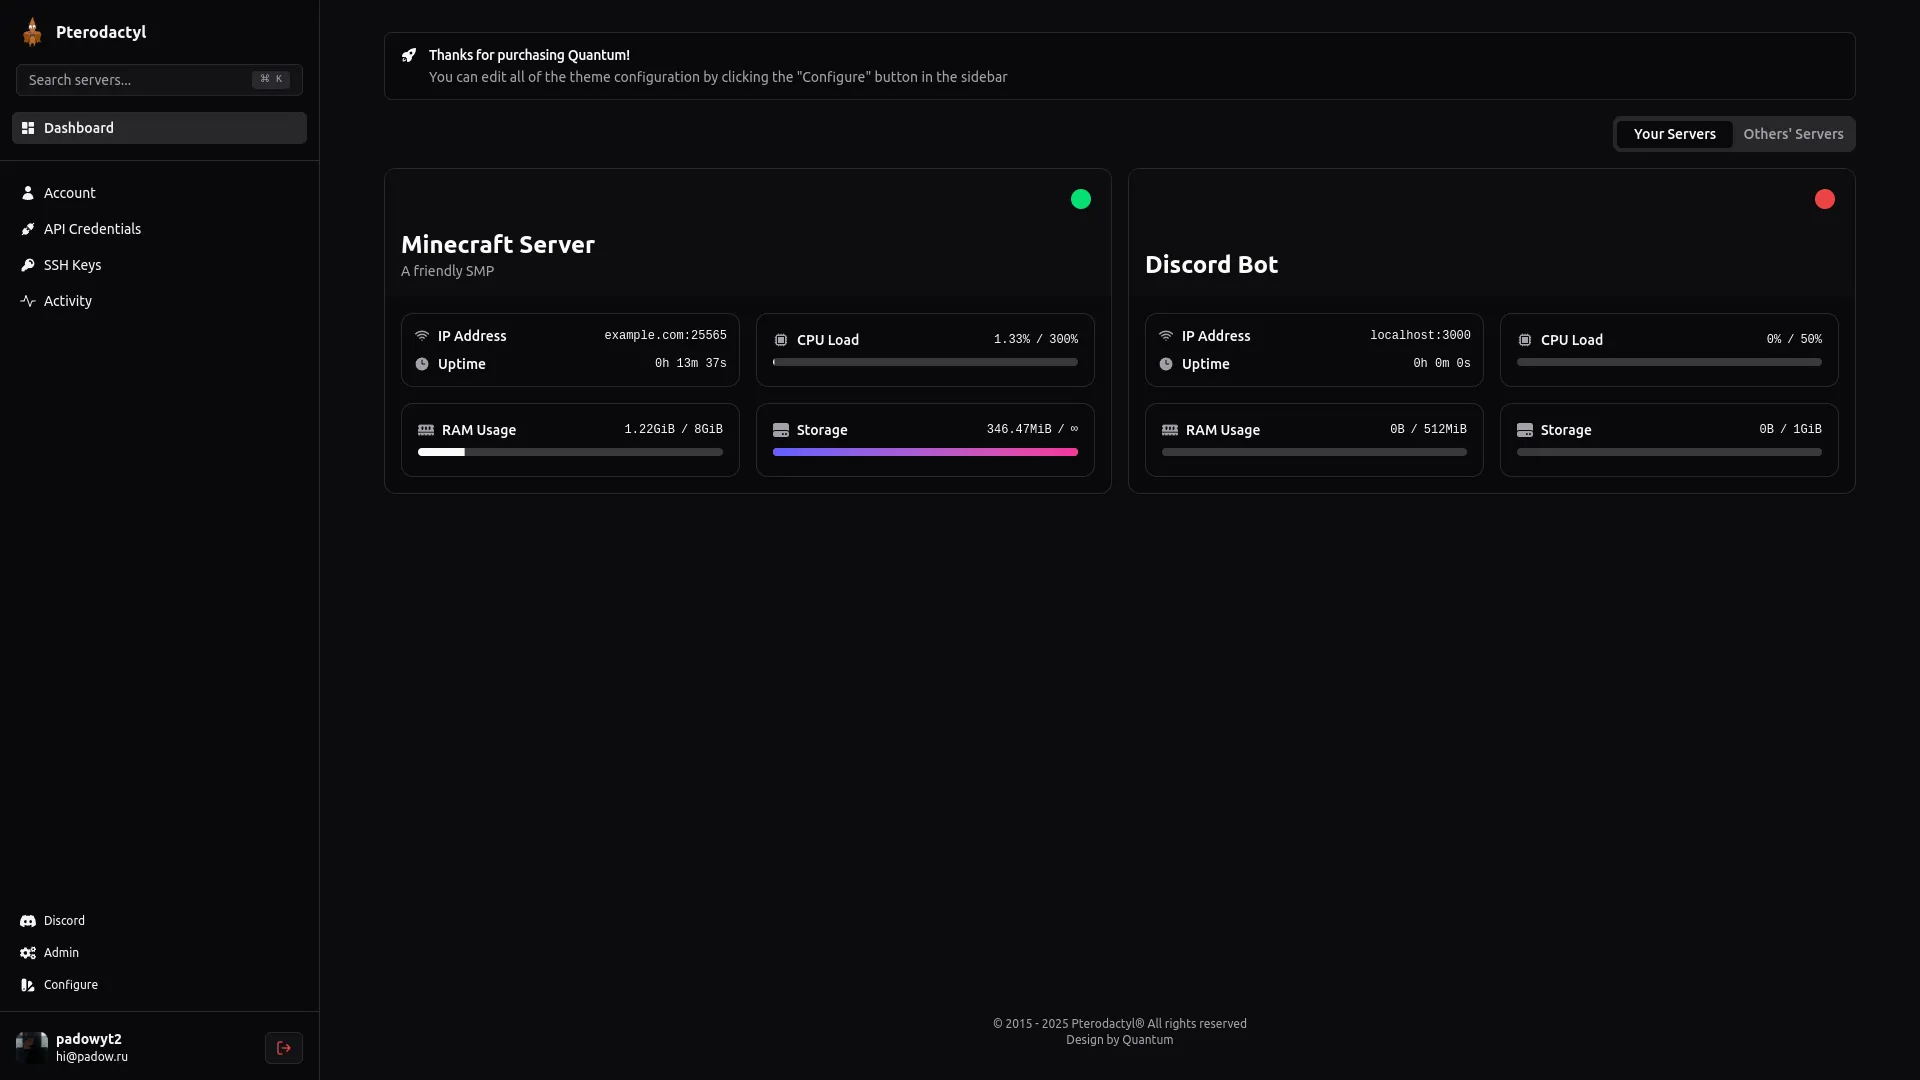 Pterodactyl
Search servers...
⌘ K
Dashboard
Account
API Credentials
SSH Keys
Activity
Discord
Admin
Configure
padowyt2
hi@padow.ru
Thanks for purchasing Quantum!
You can edit all of the theme configuration by clicking the "Configure" button in the sidebar
Your Servers Others' Servers
Minecraft Server
A friendly SMP
IP Address example.com:25565
Uptime 0h 13m 37s
CPU Load 1.33% / 300%
RAM Usage 1.22GiB / 8GiB
Storage 346.47MiB / ∞
Discord Bot
IP Address localhost:3000
Uptime 0h 0m 0s
CPU Load 0% / 50%
RAM Usage 0B / 512MiB
Storage 0B / 1GiB
© 2015 - 2025 Pterodactyl® All rights reserved
Design by Quantum